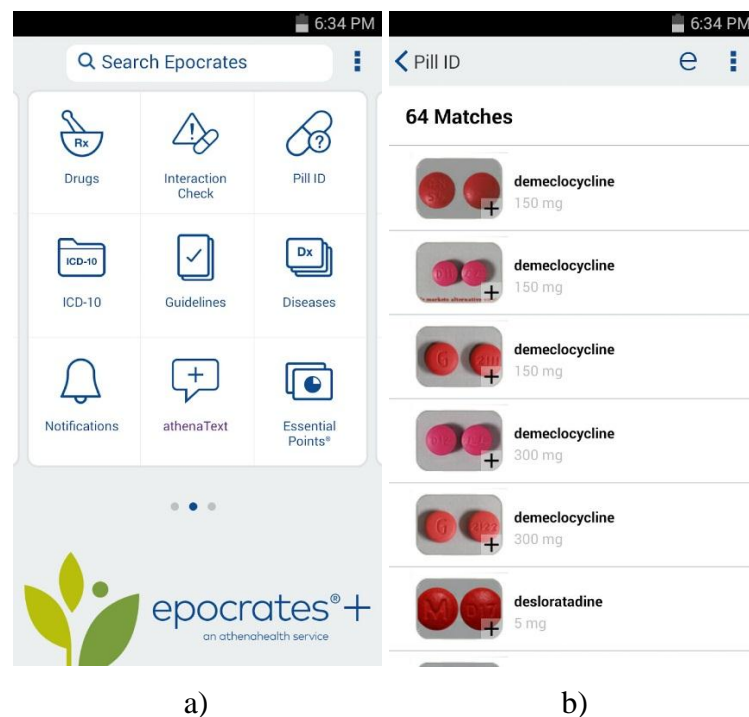 6:34 PM
Search Epocrates
Rx
Drugs
Interaction
Check
Pill ID
ICD-10
ICD-10
Guidelines
Dx
Diseases
Notifications
athenaText
Essential
Points®
epocrates®+
an athenahealth service
a)
6:34 PM
Pill ID
e
64 Matches
demeclocycline
150 mg
demeclocycline
150 mg
demeclocycline
150 mg
G
demeclocycline
300 mg
demeclocycline
300 mg
G
desloratadine
5 mg
M
b)